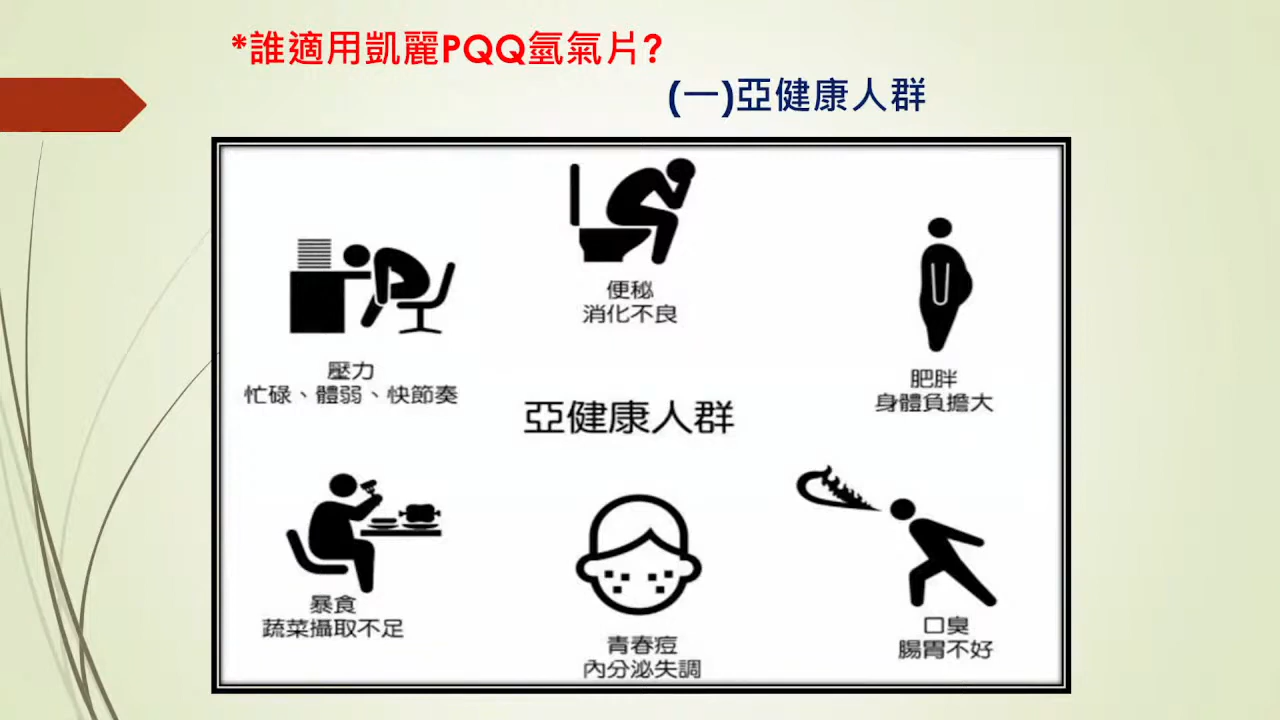 *誰適用凱麗PQQ氫氣片?
(一)亞健康人群
便秘
消化不良
壓力
忙碌、體弱、快節奏
肥胖
身體負擔大
亞健康人群
暴食
蔬菜攝取不足
青春痘
內分泌失調
口臭
腸胃不好